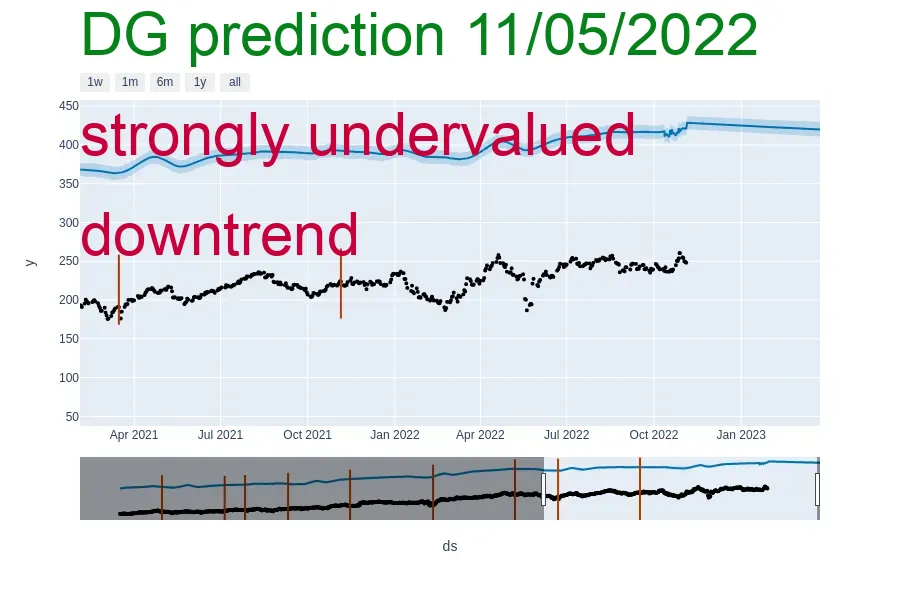 DG prediction 11/05/2022
1w 1m 6m 1y all
450
strongly undervalued
400
350
300
downtrend
250
y
200
150
100
50
Apr 2021 Jul 2021 Oct 2021 Jan 2022 Apr 2022 Jul 2022 Oct 2022 Jan 2023
ds